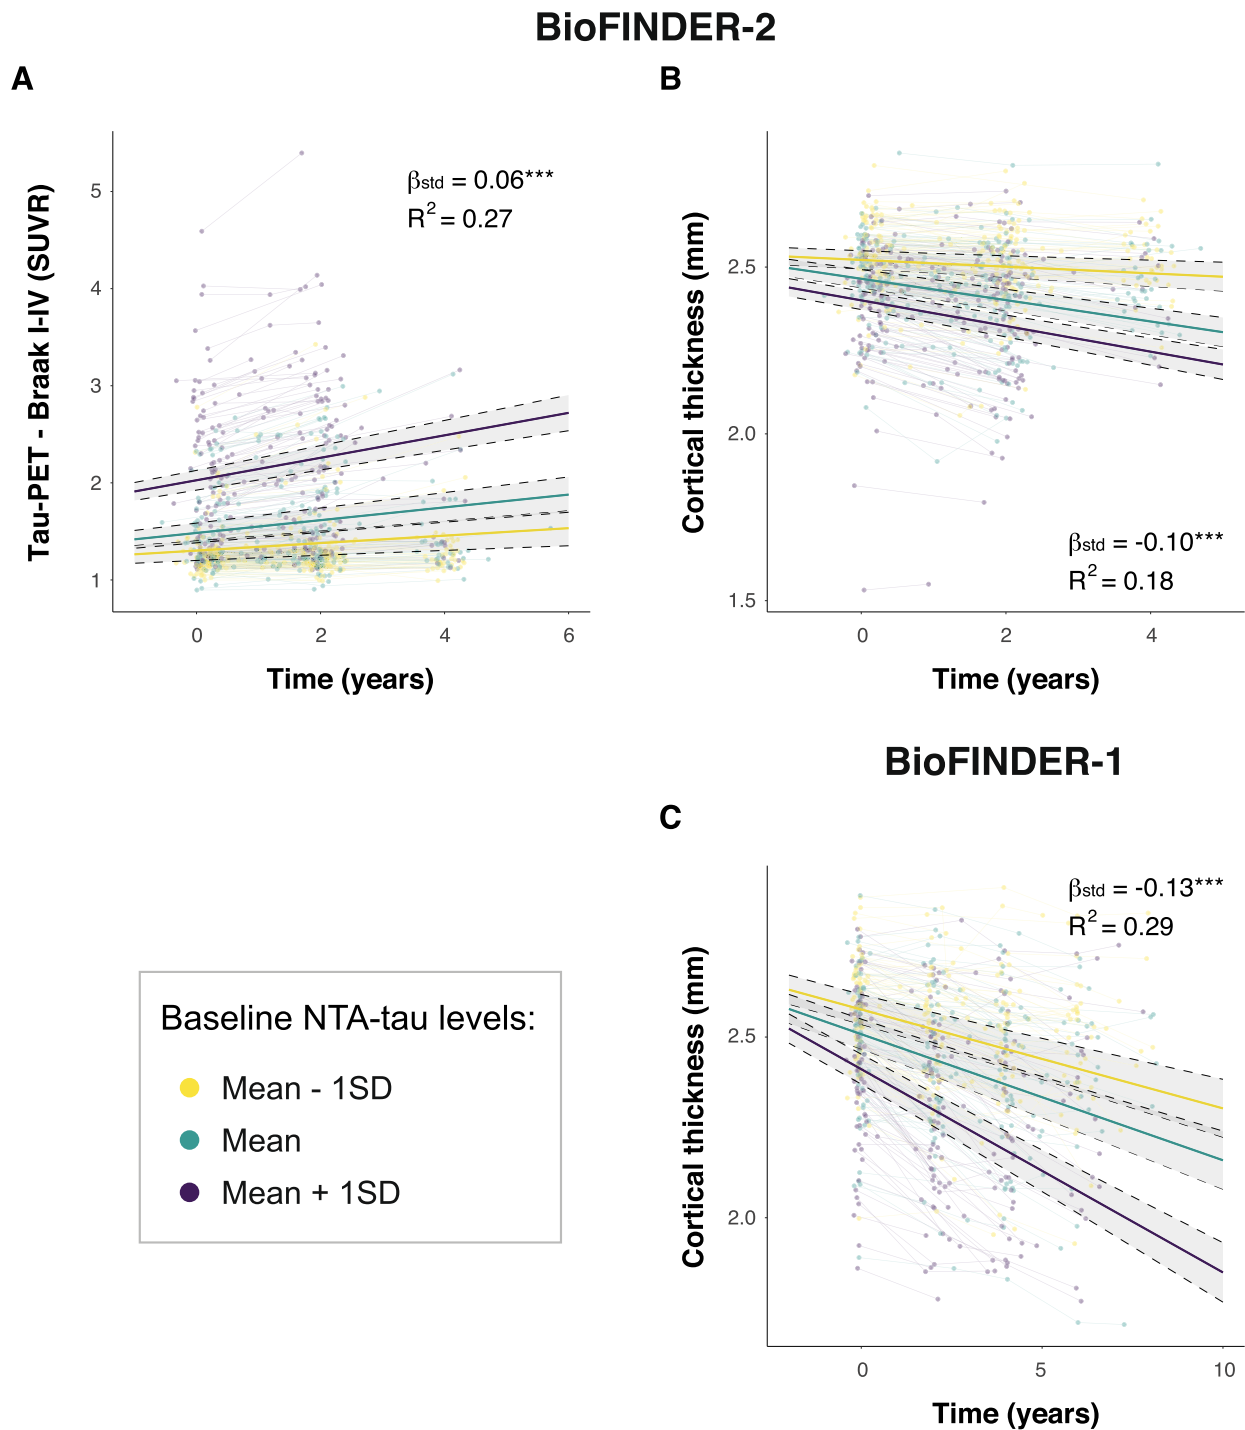 BioFINDER-2
A
B
Tau-PET - Braak I-IV (SUVR)
5
4
3
2
1
βstd = 0.06***
R2 = 0.27
0 2 4 6
Time (years)
Cortical thickness (mm)
2.5
2.0
1.5
βstd = -0.10***
R2 = 0.18
0 2 4
Time (years)
BioFINDER-1
C
Cortical thickness (mm)
2.5
2.0
βstd = -0.13***
R2 = 0.29
0 5 10
Time (years)
Baseline NTA-tau levels:
Mean - 1SD
Mean
Mean + 1SD